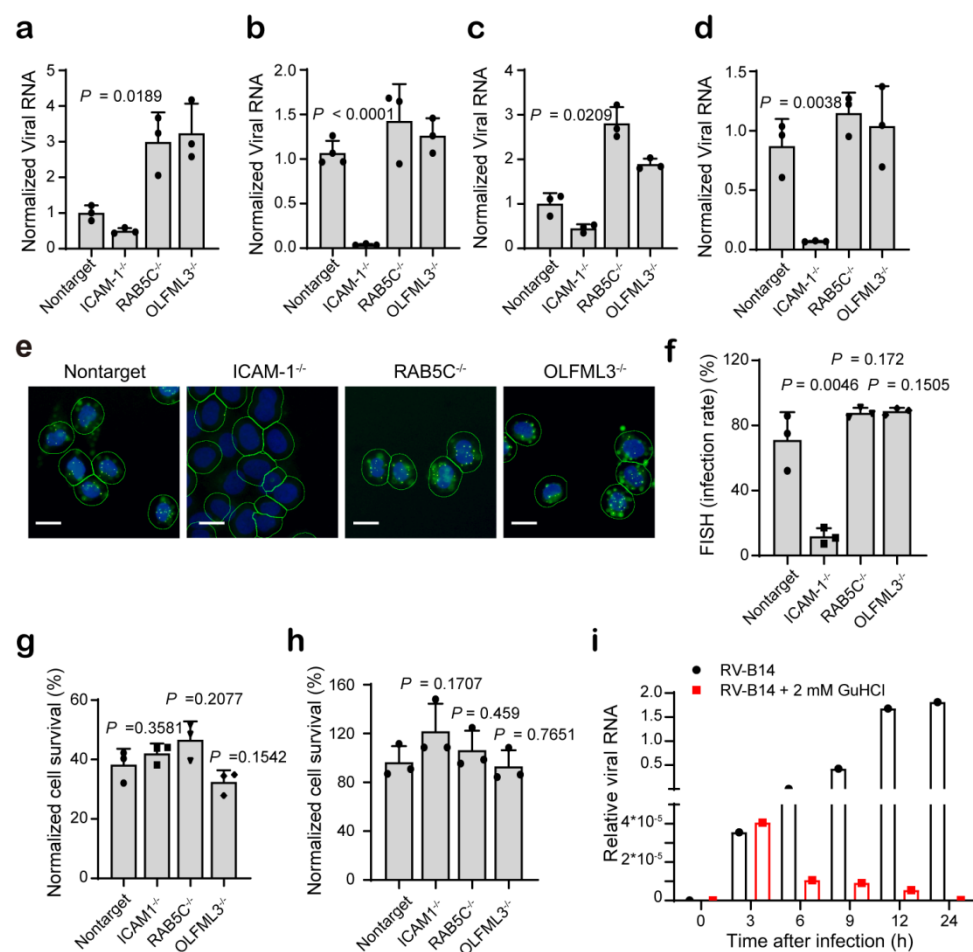 a
Normalized Viral RNA
5
4
3
2
1
0
P = 0.0189
Nontarget
ICAM-1-/-
RAB5C-/-
OLFML3-/-
b
Normalized Viral RNA
2.0
1.5
1.0
0.5
0.0
P < 0.0001
Nontarget
ICAM-1-/-
RAB5C-/-
OLFML3-/-
c
Normalized Viral RNA
4
3
2
1
0
P = 0.0209
Nontarget
ICAM-1-/-
RAB5C-/-
OLFML3-/-
d
Normalized Viral RNA
1.5
1.0
0.5
0.0
P = 0.0038
Nontarget
ICAM-1-/-
RAB5C-/-
OLFML3-/-
e
Nontarget
ICAM-1-/-
RAB5C-/-
OLFML3-/-
f
FISH (infection rate) (%)
120
80
40
0
P = 0.172
P = 0.0046 P = 0.1505
Nontarget
ICAM-1-/-
RAB5C-/-
OLFML3-/-
g
Normalized cell survival (%)
60
40
20
0
P =0.2077
P =0.3581
P =0.1542
Nontarget
ICAM1-/-
RAB5C-/-
OLFML3-/-
h
Normalized cell survival (%)
160
120
80
40
0
P = 0.1707
P = 0.459
P = 0.7651
Nontarget
ICAM1-/-
RAB5C-/-
OLFML3-/-
i
RV-B14
RV-B14 + 2 mM GuHCl
Relative viral RNA
2.0
1.5
1.0
0.5
4*10-5
2*10-5
0
0
3
6
9
12
24
Time after infection (h)